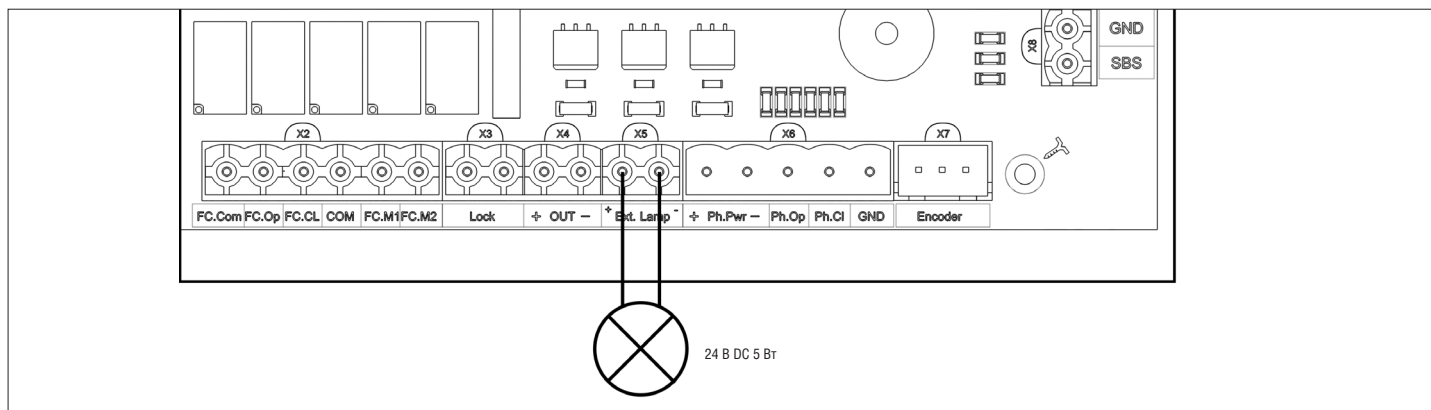 GND
X8
SBS
X2
X3
X4
X5
X6
X7
FC.Com FC.Op FC.CL COM FC.M1 FC.M2 Lock + OUT - + Ext. Lamp - + Ph.Pwr - Ph.Op Ph.Cl GND Encoder
24 В DC 5 Вт